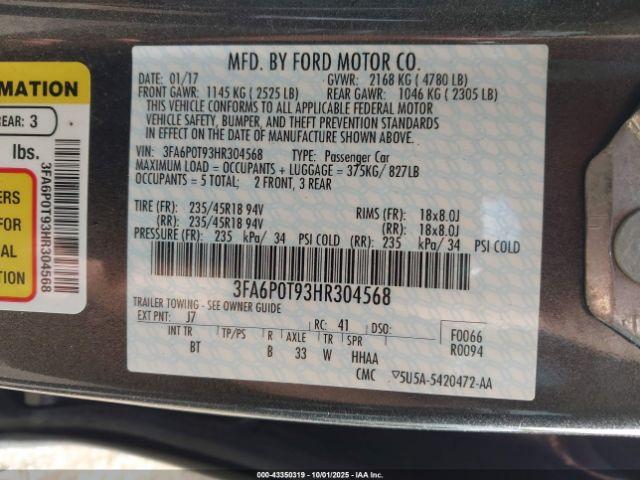 MFD. BY FORD MOTOR CO.
DATE: 01/17 GVWR: 2168 KG ( 4780 LB)
FRONT GAWR: 1145 KG ( 2525 LB) REAR GAWR: 1046 KG ( 2305 LB)
THIS VEHICLE CONFORMS TO ALL APPLICABLE FEDERAL MOTOR
VEHICLE SAFETY, BUMPER, AND THEFT PREVENTION STANDARDS
IN EFFECT ON THE DATE OF MANUFACTURE SHOWN ABOVE.
VIN: 3FA6P0T93HR304568 TYPE: Passenger Car
MAXIMUM LOAD = OCCUPANTS + LUGGAGE = 375KG/ 827LB
OCCUPANTS = 5 TOTAL; 2 FRONT, 3 REAR
TIRE (FR): 235/45R18 94V RIMS (FR): 18x8.0J
(RR): 235/45R18 94V (RR): 18x8.0J
PRESSURE (FR): 235 kPa/ 34 PSI COLD (RR): 235 kPa/ 34 PSI COLD
3FA6P0T93HR304568
TRAILER TOWING - SEE OWNER GUIDE
EXT PNT: J7 RC: 41 DSO: F0066
INT TR TP/PS R AXLE TR SPR R0094
BT B 33 W HHAA
CMC ▽5U5A-5420472-AA
MATION
REAR: 3
lbs.
ERS
FOR
AL
ION
3FA6P0T93HR304568
000-43350319 - 10/01/2025 - IAA Inc.